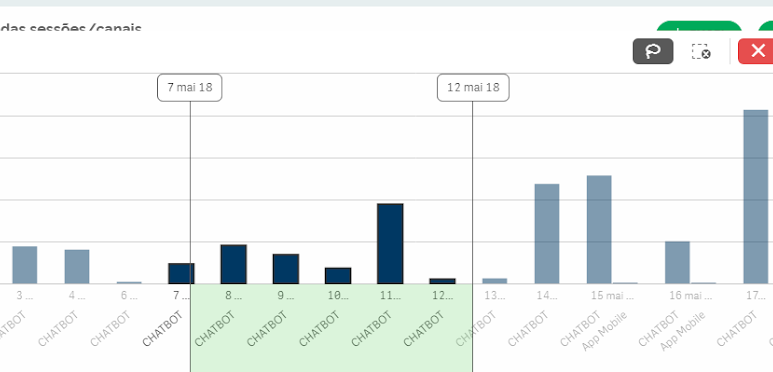 das sessões/canais
7 mai 18
12 mai 18
3 ...
4 ...
6 ...
7 ...
8 ...
9 ...
10...
11...
12...
13...
14...
15 mai ...
16 mai ...
17...
CHATBOT
CHATBOT
CHATBOT
CHATBOT
CHATBOT
CHATBOT
CHATBOT
CHATBOT
CHATBOT
CHATBOT
CHATBOT
CHATBOT
App Mobile
CHATBOT
App Mobile
CHATBOT